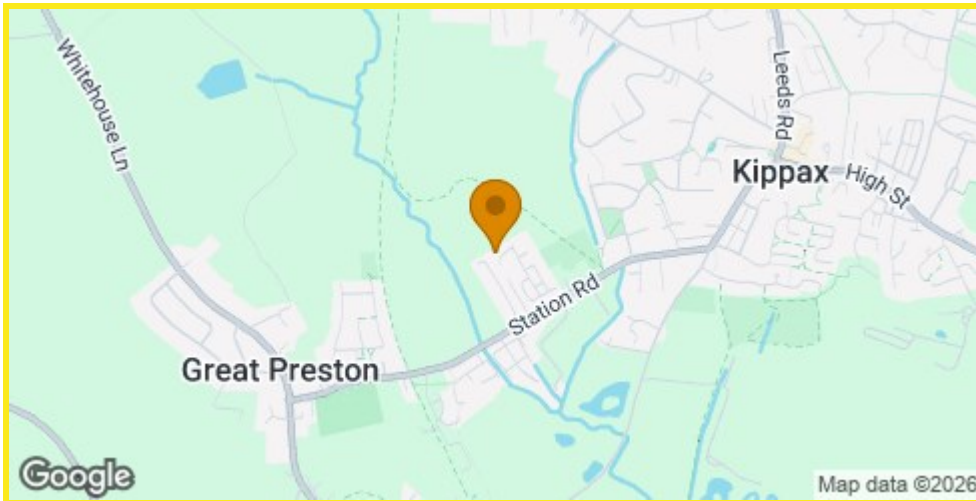 Whitehouse Ln
Leeds Rd
Kippax
High St
Station Rd
Great Preston
Google
Map data ©2026